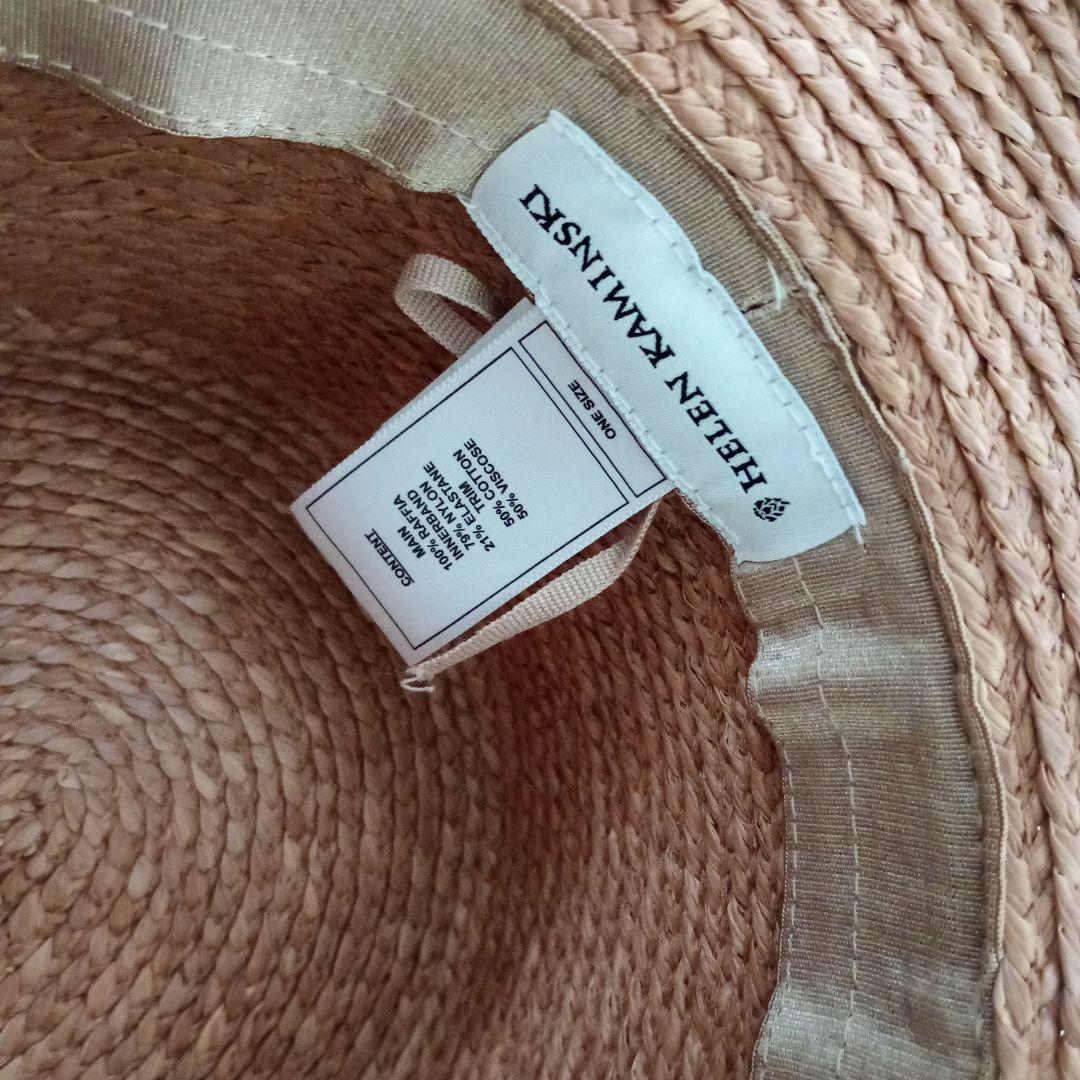 HELEN KAMINSKI
ONE SIZE
CONTENT
MAIN
100% RAFFIA
INNERBAND
79% NYLON
21% ELASTANE
TRIM
50% COTTON
50% VISCOSE